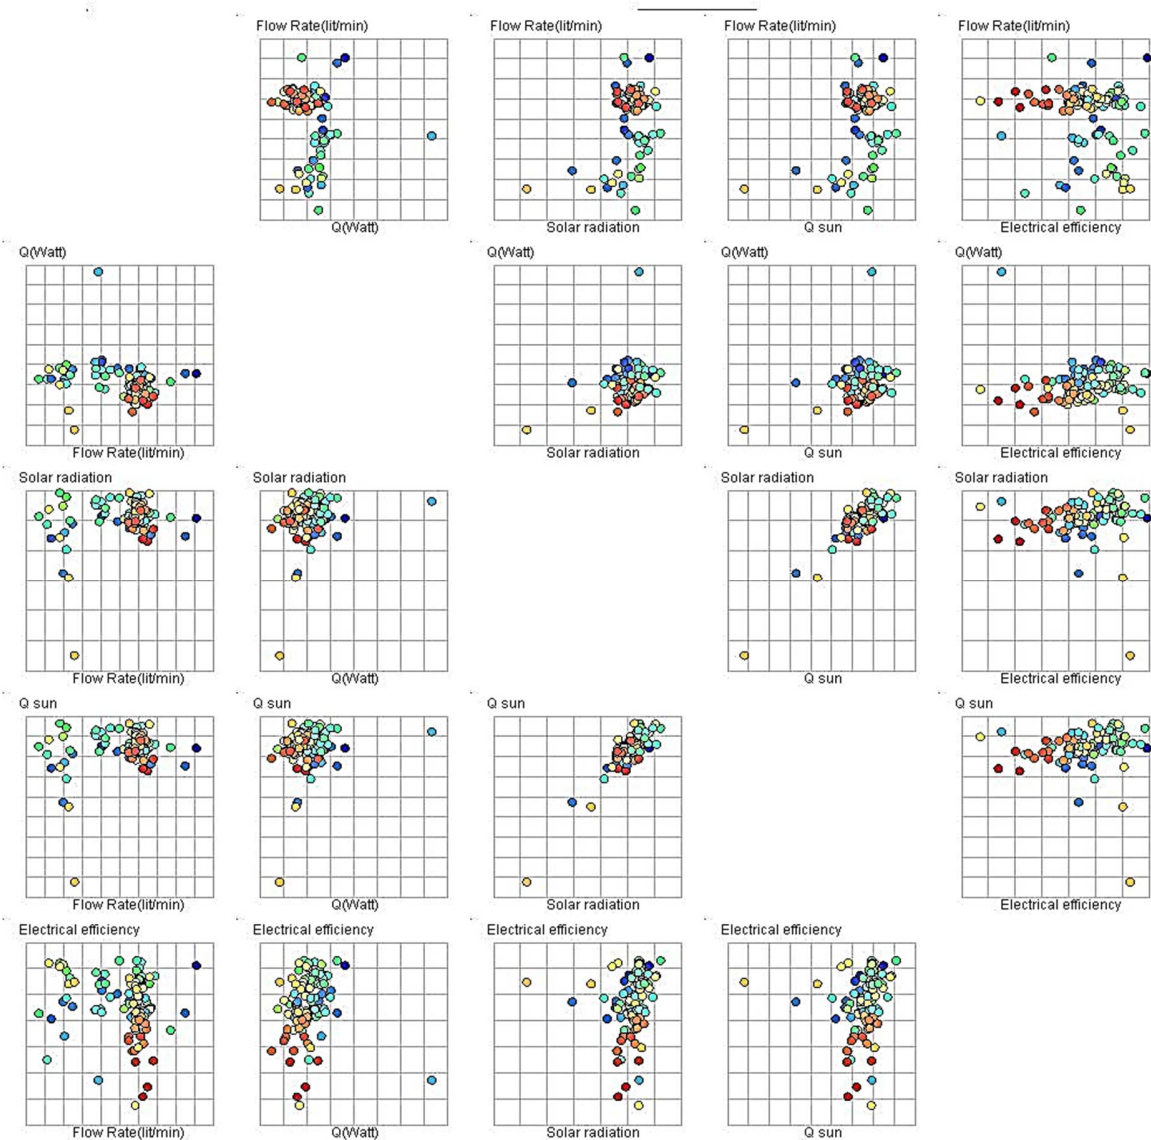 Flow Rate(lit/min) Flow Rate(lit/min) Flow Rate(lit/min) Flow Rate(lit/min)
Q(Watt) Solar radiation Q sun Electrical efficiency
Q(Watt) Q(Watt) Q(Watt) Q(Watt)
Flow Rate(lit/min) Solar radiation Q sun Electrical efficiency
Solar radiation Solar radiation Solar radiation Solar radiation
Flow Rate(lit/min) Q(Watt) Q sun Electrical efficiency
Q sun Q sun Q sun Q sun
Flow Rate(lit/min) Q(Watt) Solar radiation Electrical efficiency
Electrical efficiency Electrical efficiency Electrical efficiency Electrical efficiency
Flow Rate(lit/min) Q(Watt) Solar radiation Q sun